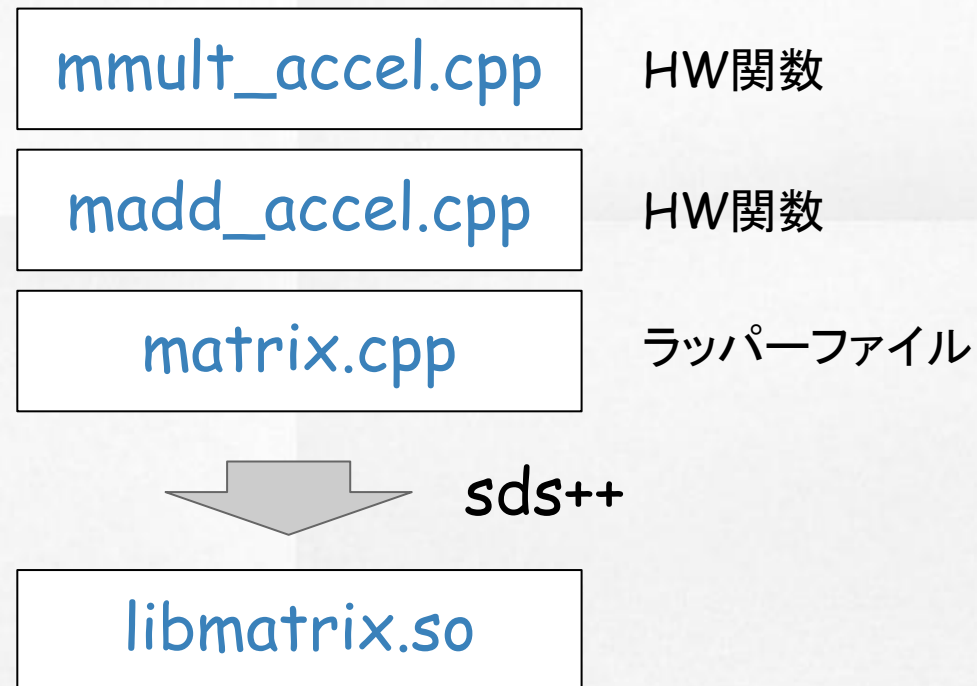 mmult_accel.cpp HW関数
madd_accel.cpp HW関数
matrix.cpp ラッパーファイル
sds++
libmatrix.so